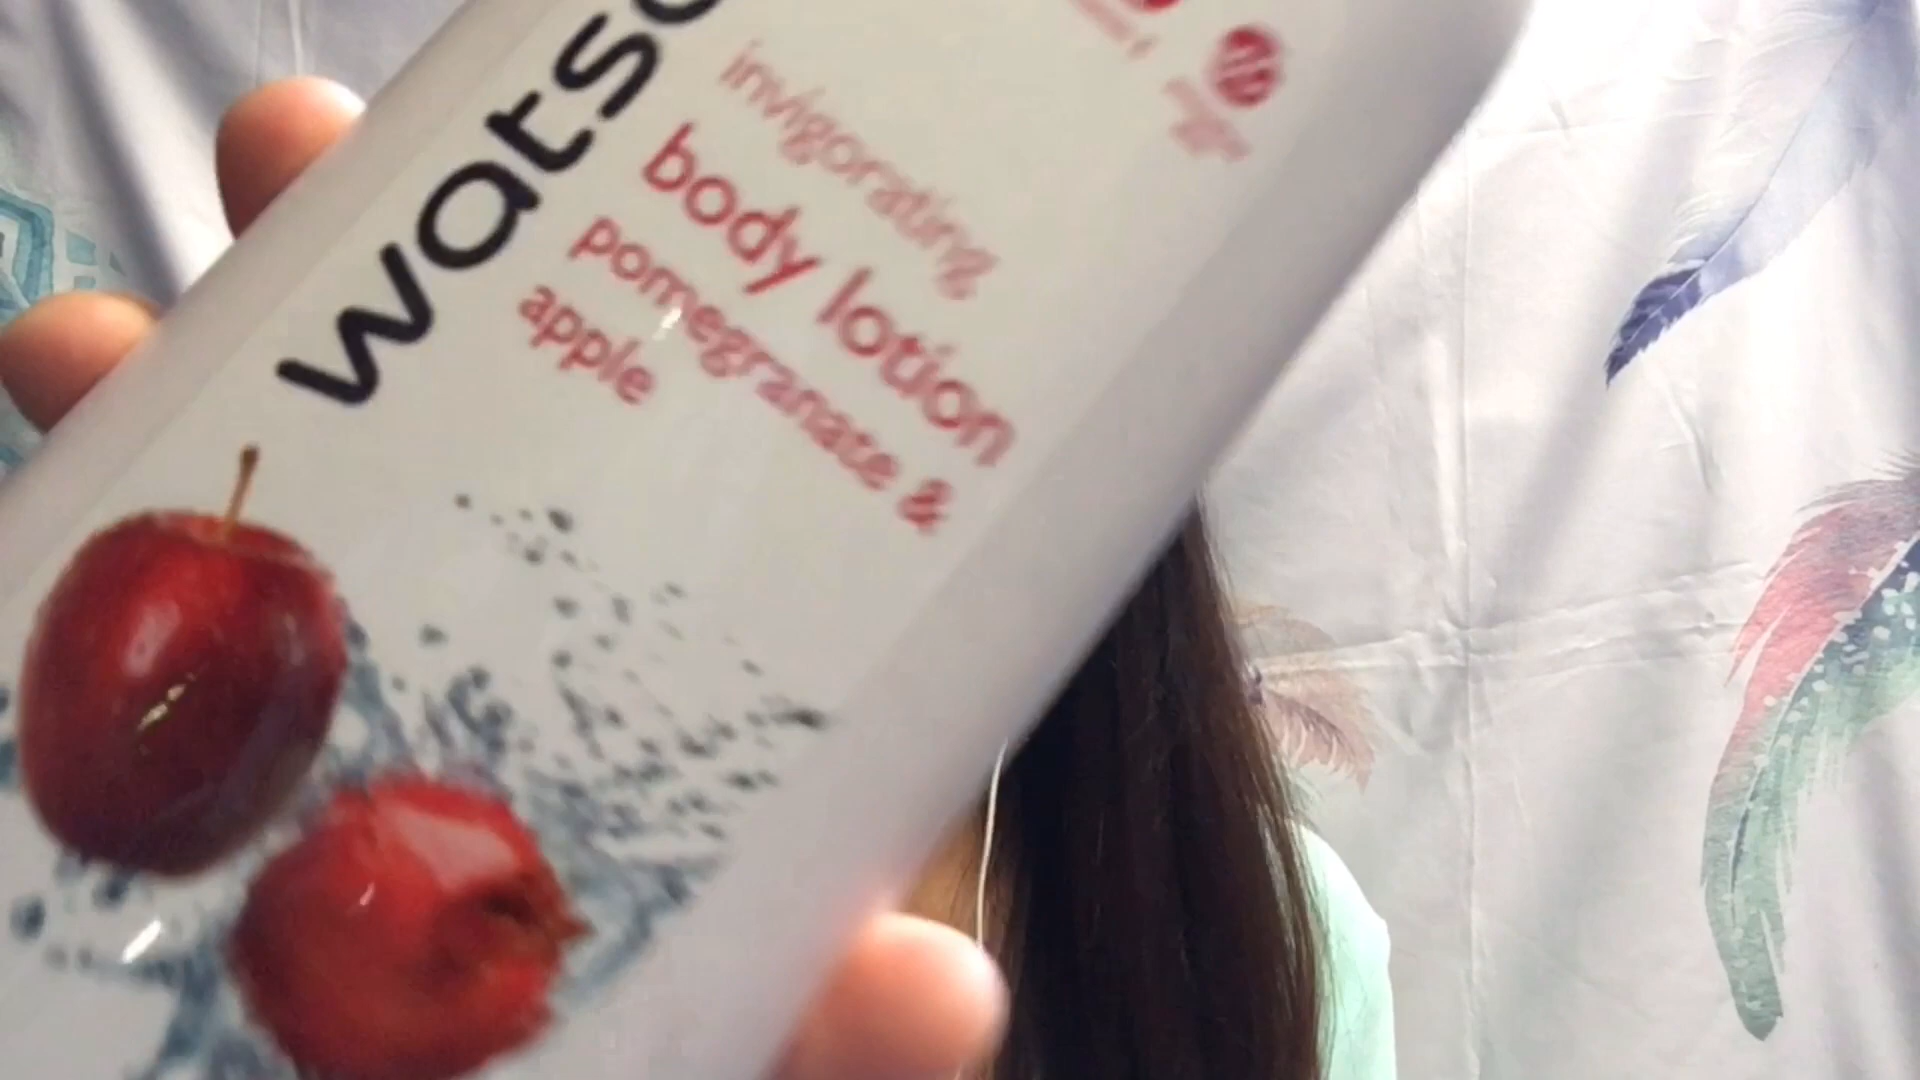 watso
invigorating
body lotion
pomegranate &
apple